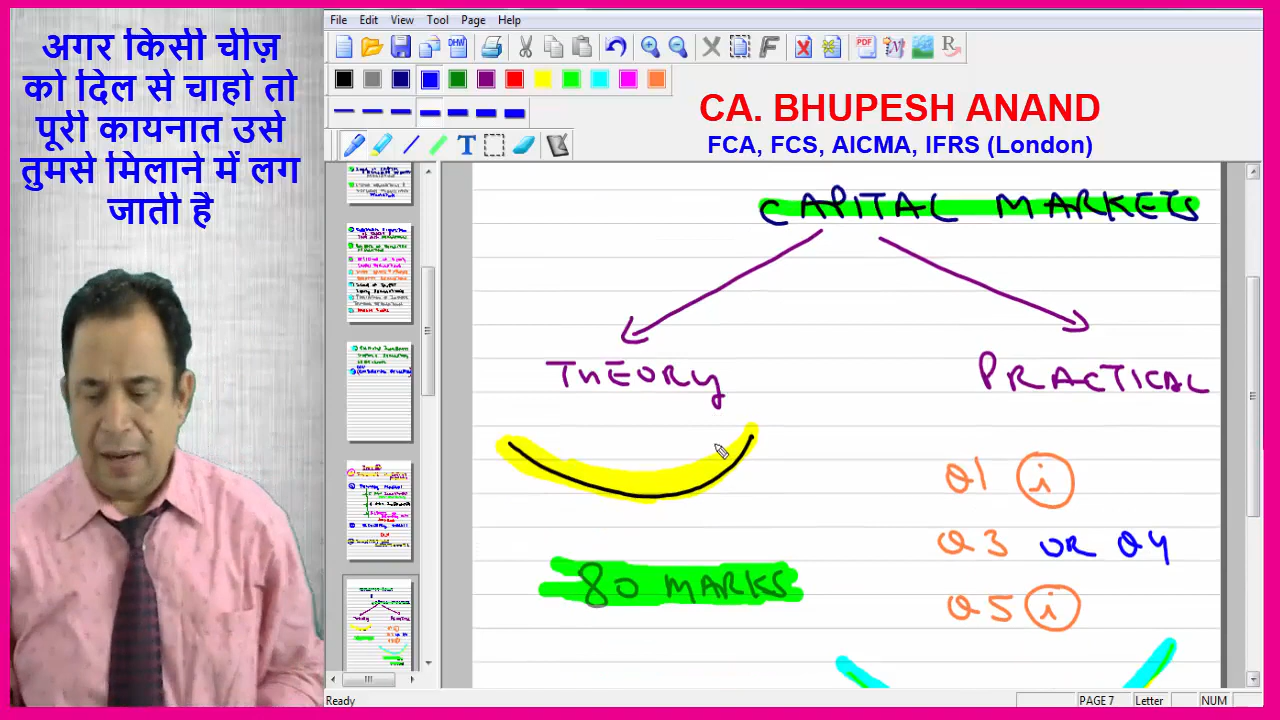 अगर किसी चीज़
को दिल से चाहो तो
पूरी कायनात उसे
तुमसे मिलाने में लग
जाती है
File Edit View Tool Page Help
CA. BHUPESH ANAND
FCA, FCS, AICMA, IFRS (London)
CAPITAL MARKETS
THEORY PRACTICAL
Q1 i
Q3 OR Q4
80 MARKS
Q5 i
Ready PAGE 7 Letter NUM